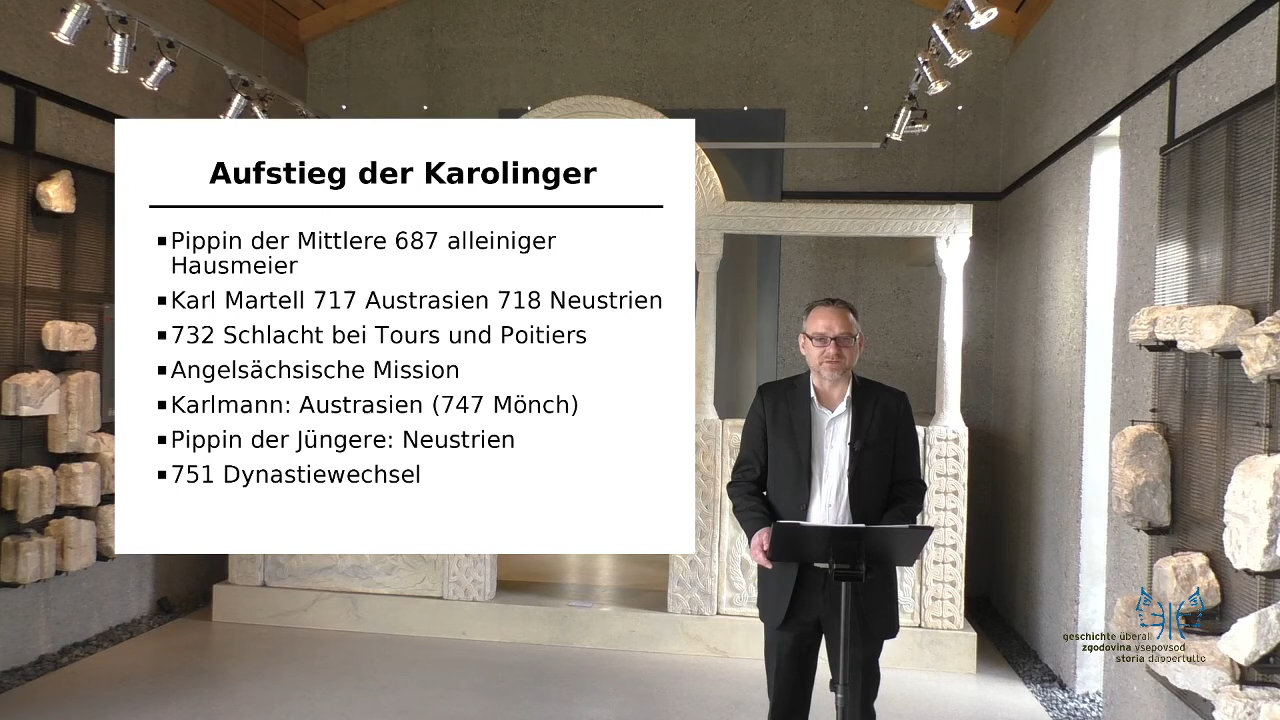 Aufstieg der Karolinger
▪Pippin der Mittlere 687 alleiniger
Hausmeier
▪Karl Martell 717 Austrasien 718 Neustrien
▪732 Schlacht bei Tours und Poitiers
▪Angelsächsische Mission
▪Karlmann: Austrasien (747 Mönch)
▪Pippin der Jüngere: Neustrien
▪751 Dynastiewechsel
geschichte überal
zgodovina vsepovsod
storia dappertutto